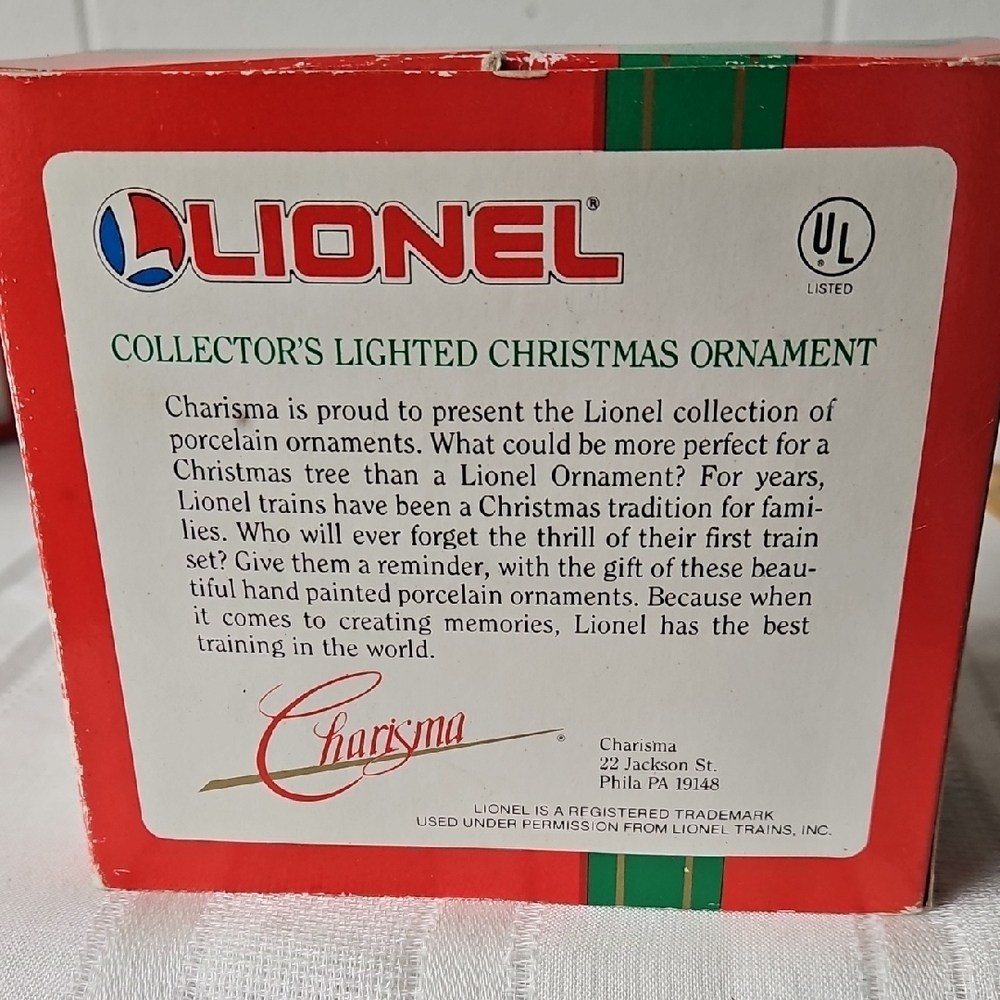 LIONEL®
UL
®
LISTED
COLLECTOR'S LIGHTED CHRISTMAS ORNAMENT
Charisma is proud to present the Lionel collection of
porcelain ornaments. What could be more perfect for a
Christmas tree than a Lionel Ornament? For years,
Lionel trains have been a Christmas tradition for fami-
lies. Who will ever forget the thrill of their first train
set? Give them a reminder, with the gift of these beau-
tiful hand painted porcelain ornaments. Because when
it comes to creating memories, Lionel has the best
training in the world.
Charisma®
Charisma
22 Jackson St.
Phila PA 19148
LIONEL IS A REGISTERED TRADEMARK
USED UNDER PERMISSION FROM LIONEL TRAINS, INC.